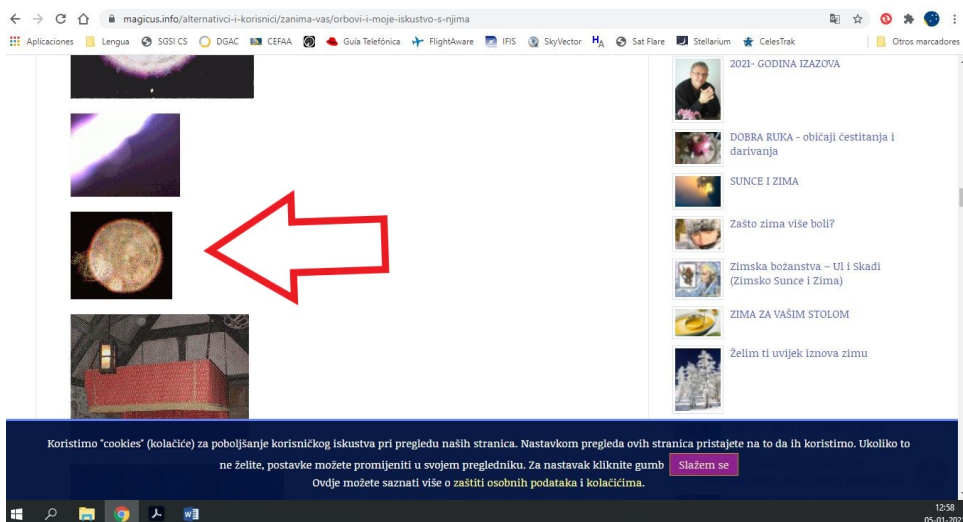 magicus.info/alternativci-i-korisnici/zanima-vas/orbovi-i-moje-iskustvo-s-njima
Aplicaciones Lengua SGSI CS DGAC CEFAA Guía Telefónica FlightAware IFIS SkyVector HA Sat Flare Stellarium CelesTrak Otros marcadores
2021- GODINA IZAZOVA
DOBRA RUKA - običaji čestitanja i
darivanja
SUNCE I ZIMA
Zašto zima više boli?
Zimska božanstva – Ul i Skadi
(Zimsko Sunce i Zima)
ZIMA ZA VAŠIM STOLOM
Želim ti uvijek iznova zimu
Koristimo "cookies" (kolačiće) za poboljšanje korisničkog iskustva pri pregledu naših stranica. Nastavkom pregleda ovih stranica pristajete na to da ih koristimo. Ukoliko to
ne želite, postavke možete promijeniti u svojem pregledniku. Za nastavak kliknite gumb Slažem se
Ovdje možete saznati više o zaštiti osobnih podataka i kolačićima.
12:58
05-01-202